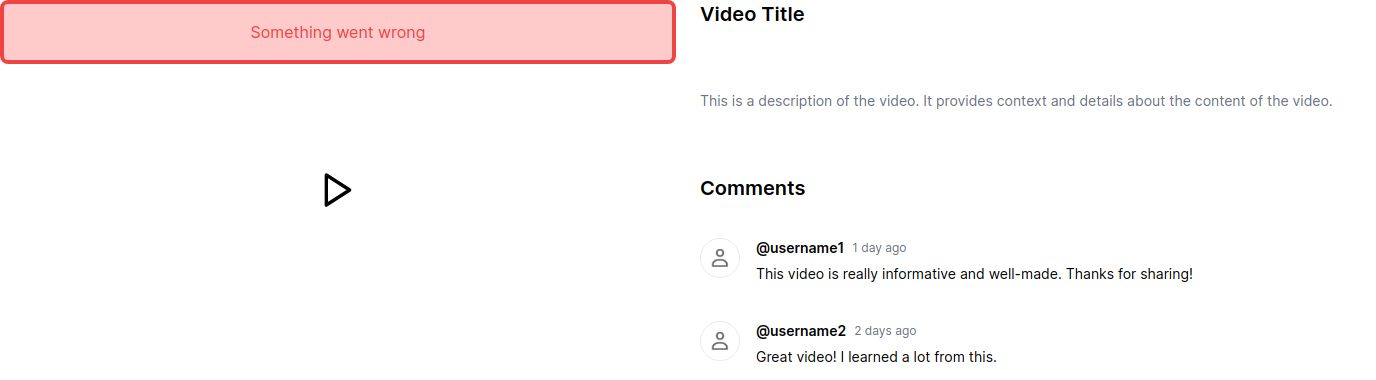 Something went wrong
Video Title
This is a description of the video. It provides context and details about the content of the video.
Comments
@username1 1 day ago
This video is really informative and well-made. Thanks for sharing!
@username2 2 days ago
Great video! I learned a lot from this.